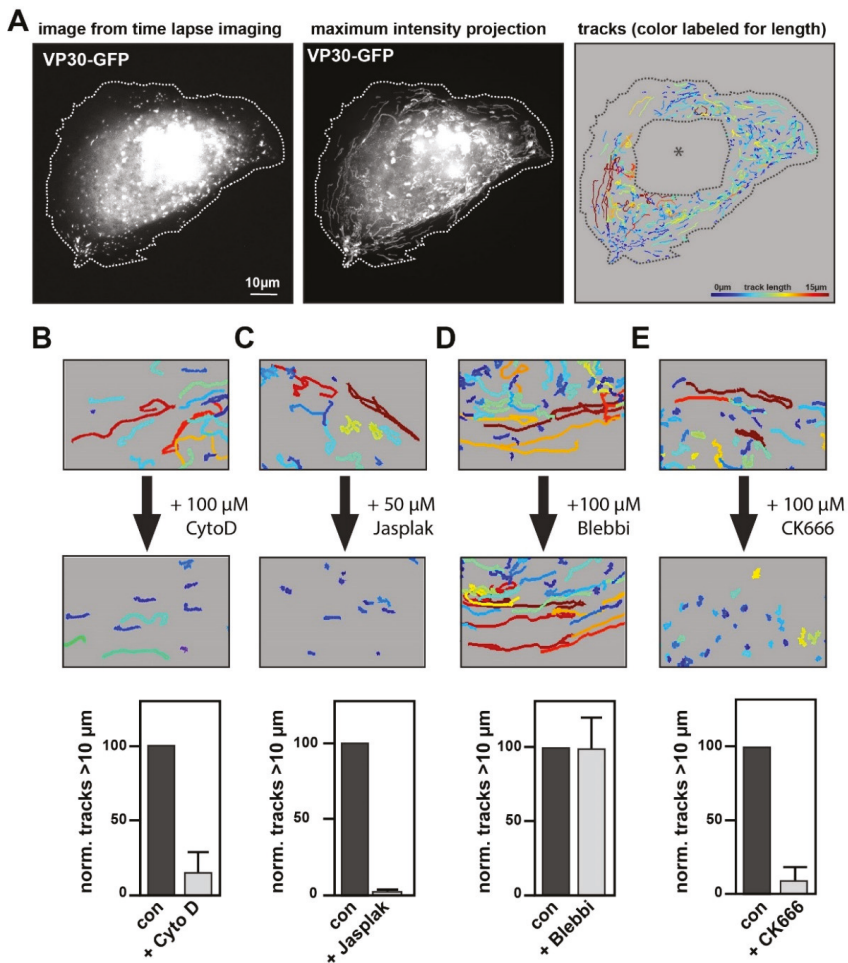 A
image from time lapse imaging
maximum intensity projection
tracks (color labeled for length)
VP30-GFP
VP30-GFP
*
10µm
0µm track length 15µm
B
C
D
E
+ 100 µM
CytoD
+ 50 µM
Jasplak
+100 µM
Blebbi
+ 100 µM
CK666
norm. tracks >10 µm
100
50
0
con
+ Cyto D
norm. tracks >10 µm
100
50
0
con
+ Jasplak
norm. tracks >10 µm
100
50
0
con
+ Blebbi
norm. tracks >10 µm
100
50
0
con
+ CK666